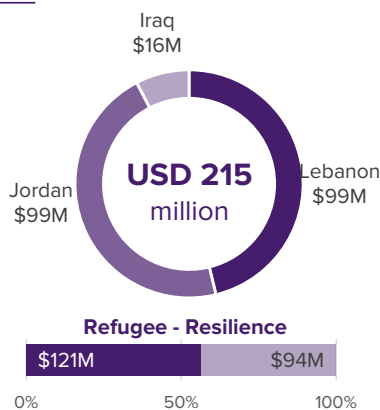 Iraq
$16M
USD 215
million
Lebanon
$99M
Jordan
$99M
Refugee - Resilience
$121M
$94M
0%
50%
100%